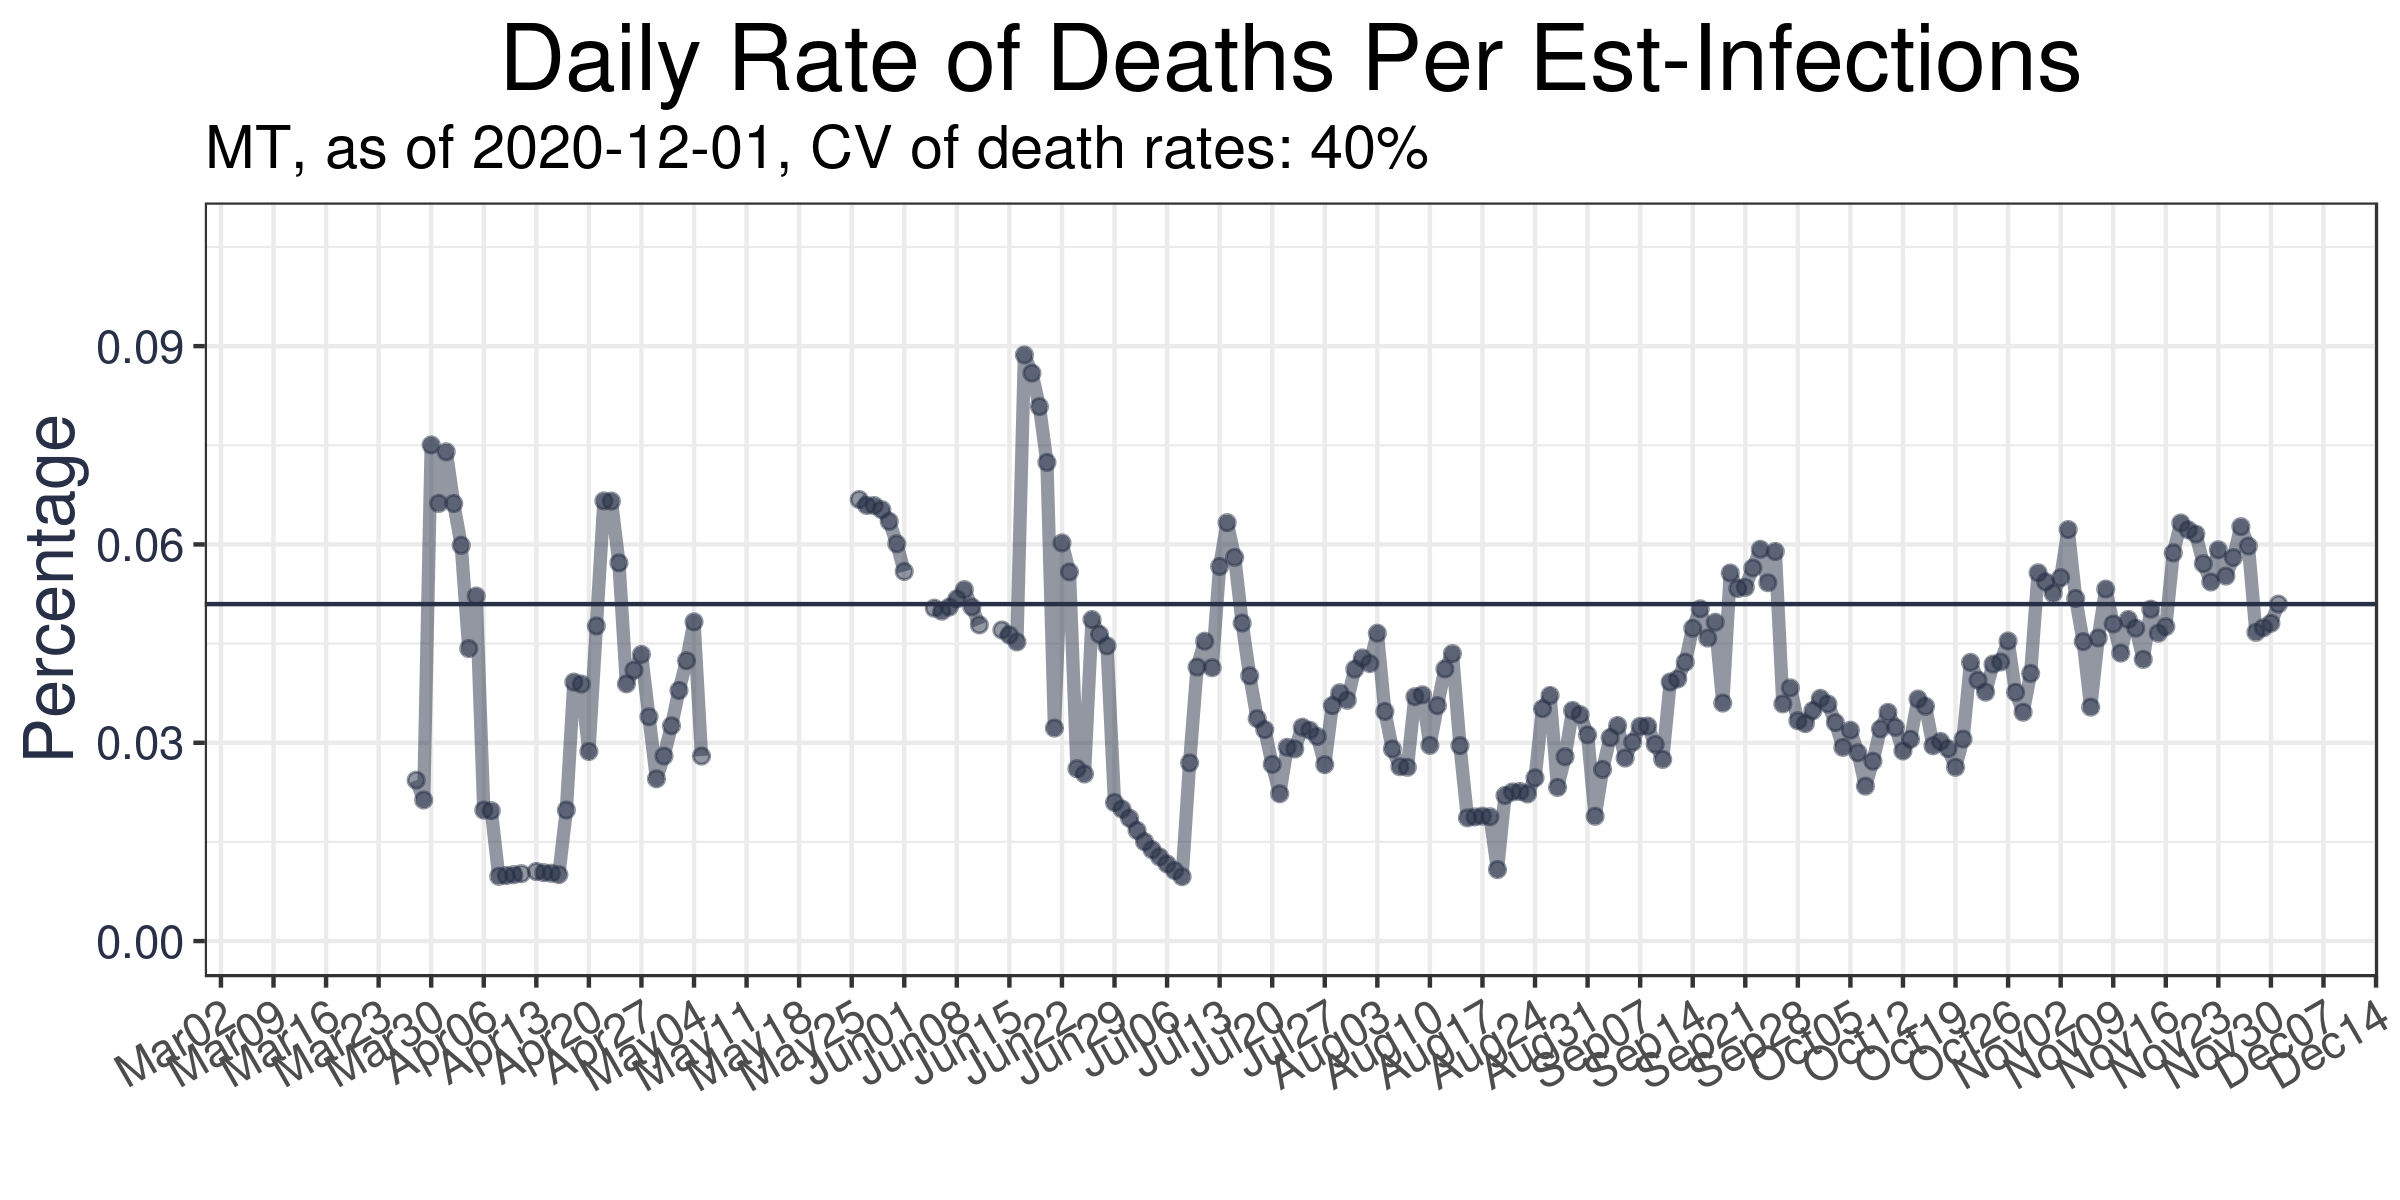 Daily Rate of Deaths Per Est-Infections
MT, as of 2020-12-01, CV of death rates: 40%
Percentage
0.09
0.06
0.03
0.00
Mar02
Mar09
Mar16
Mar23
Mar30
Apr06
Apr13
Apr20
Apr27
May04
May11
May18
May25
Jun01
Jun08
Jun15
Jun22
Jun29
Jul06
Jul13
Jul20
Jul27
Aug03
Aug10
Aug17
Aug24
Aug31
Sep07
Sep14
Sep21
Sep28
Oct05
Oct12
Oct19
Oct26
Nov02
Nov09
Nov16
Nov23
Nov30
Dec07
Dec14